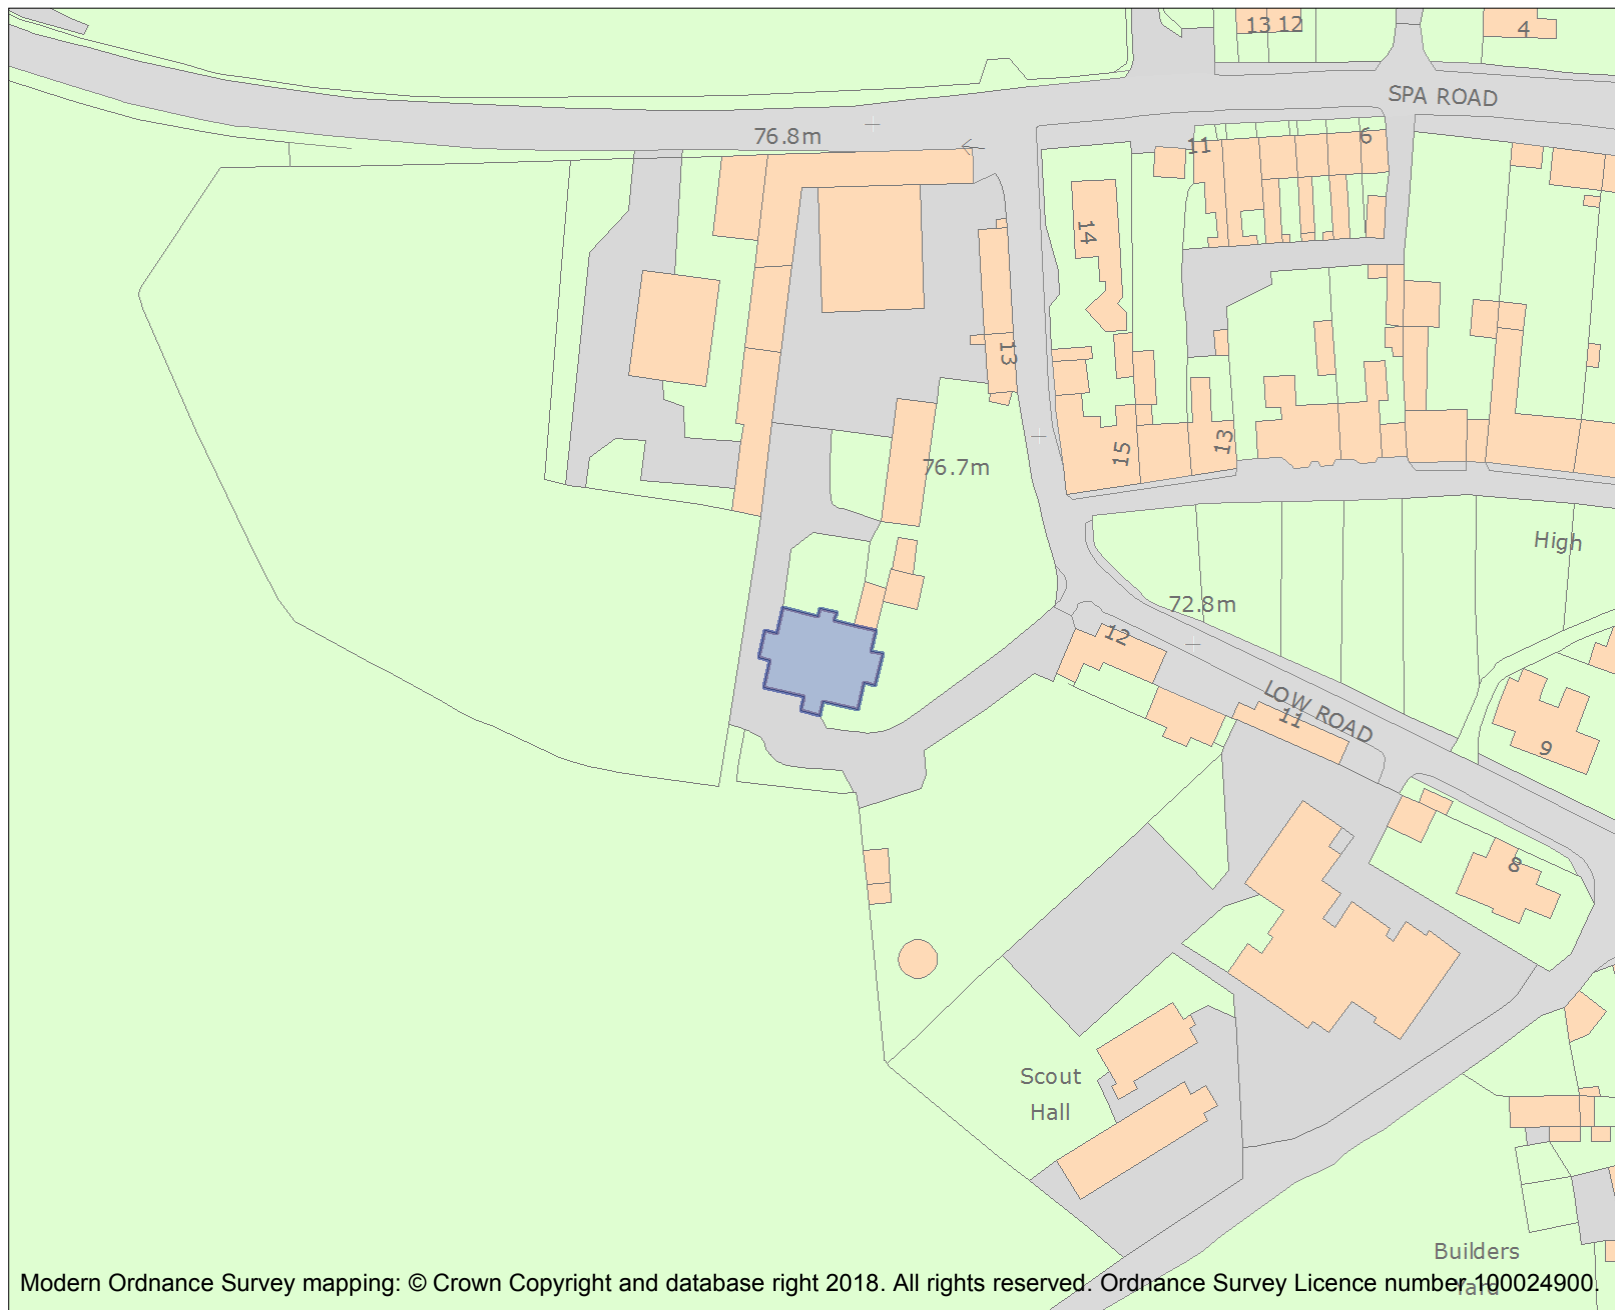 13 12
4
SPA ROAD
76.8m
11
6
14
13
15
13
76.7m
High
72.8m
12
LOW ROAD
11
9
8
Scout
Hall
Builders
Yard
Modern Ordnance Survey mapping: © Crown Copyright and database right 2018. All rights reserved. Ordnance Survey Licence number 100024900.